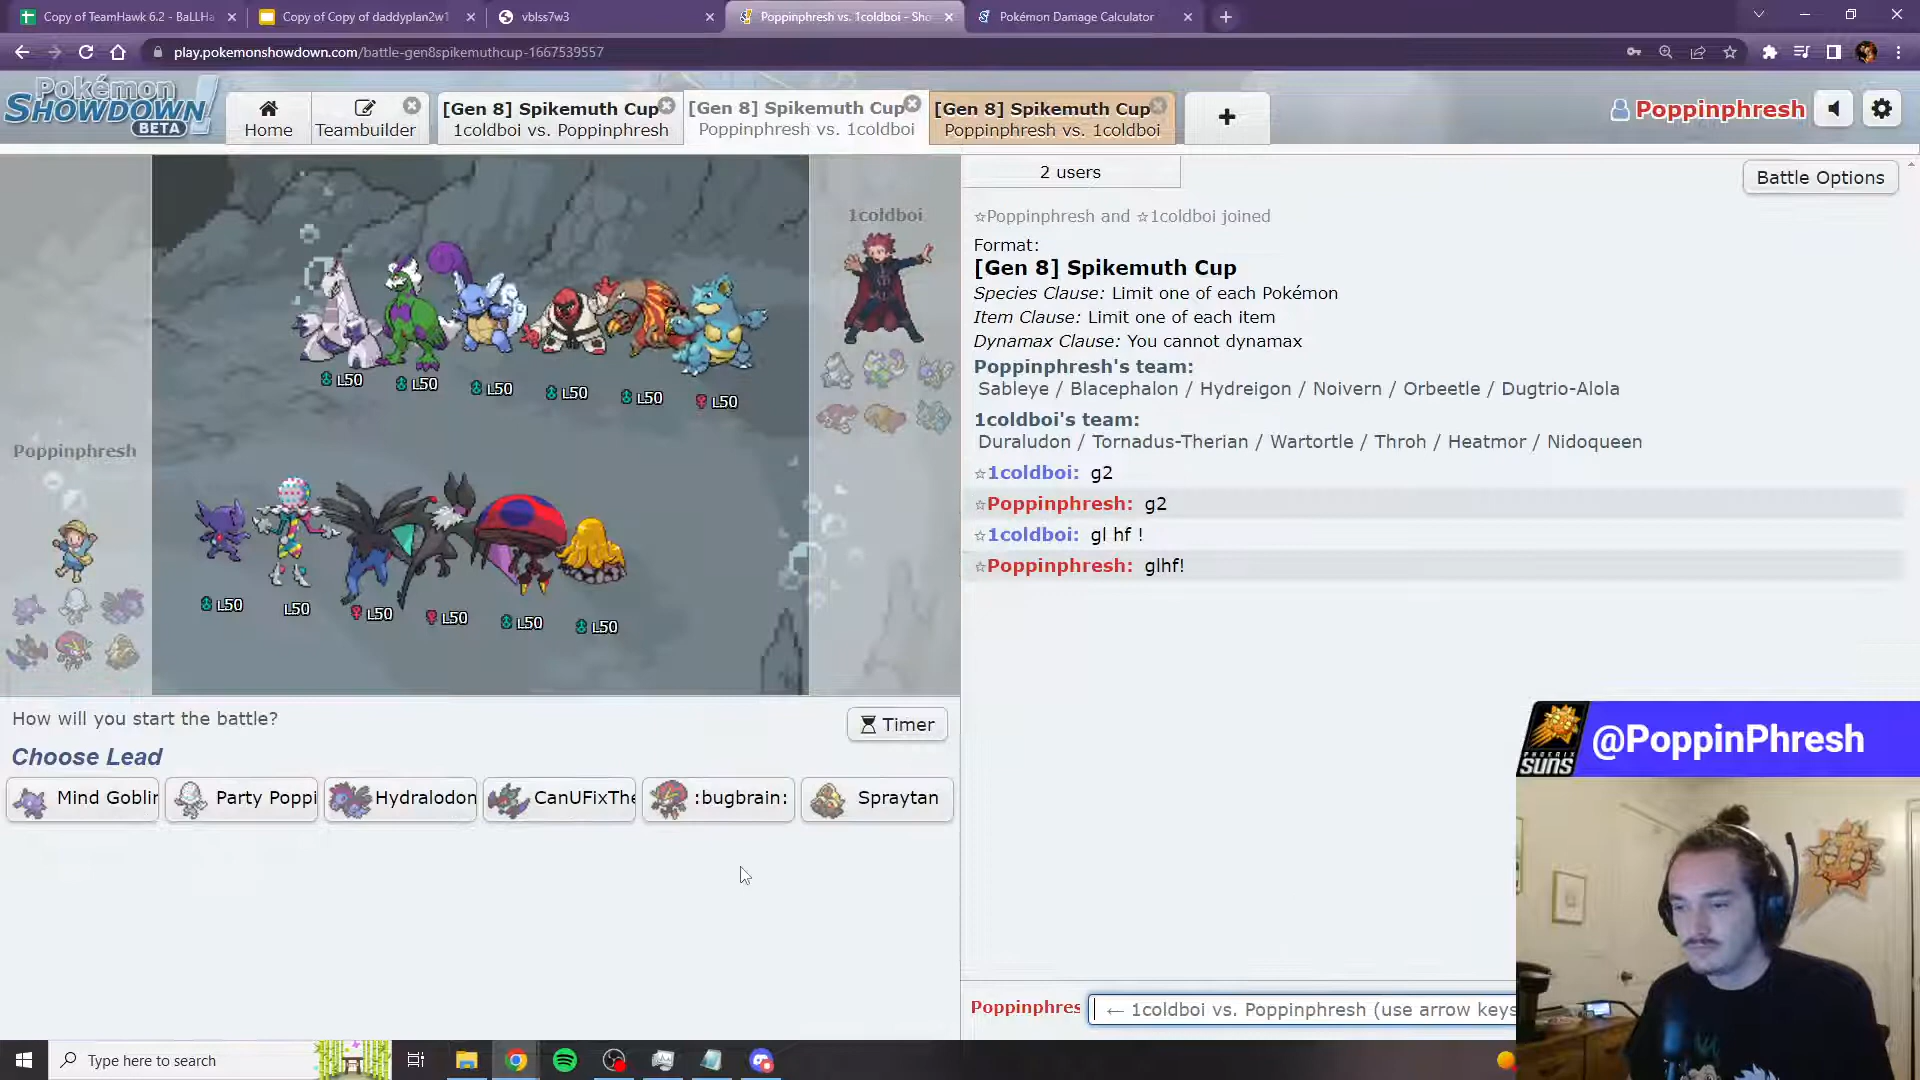 Copy of TeamHawk 6.2 - BaLLHa
Copy of Copy of daddyplan2w1
vblss7w3
Poppinphresh vs. 1coldboi - Sho
Pokémon Damage Calculator
play.pokemonshowdown.com/battle-gen8spikemuthcup-1667539557
Pokémon
SHOWDOWN!
BETA
Home
Teambuilder
[Gen 8] Spikemuth Cup
1coldboi vs. Poppinphresh
[Gen 8] Spikemuth Cup
Poppinphresh vs. 1coldboi
[Gen 8] Spikemuth Cup
Poppinphresh vs. 1coldboi
Poppinphresh
2 users
Battle Options
1coldboi
L50
L50
L50
L50
L50
L50
Poppinphresh
L50
L50
L50
L50
L50
L50
☆Poppinphresh and ☆1coldboi joined
Format:
[Gen 8] Spikemuth Cup
Species Clause: Limit one of each Pokémon
Item Clause: Limit one of each item
Dynamax Clause: You cannot dynamax
Poppinphresh's team:
Sableye / Blacephalon / Hydreigon / Noivern / Orbeetle / Dugtrio-Alola
1coldboi's team:
Duraludon / Tornadus-Therian / Wartortle / Throh / Heatmor / Nidoqueen
☆1coldboi: g2
☆Poppinphresh: g2
☆1coldboi: gl hf !
☆Poppinphresh: glhf!
How will you start the battle?
Timer
Choose Lead
Mind Goblin
Party Poppi
Hydralodon
CanUFixThe
:bugbrain:
Spraytan
PHOENIX
SUNS
@PoppinPhresh
Poppinphres
← 1coldboi vs. Poppinphresh (use arrow keys
Type here to search